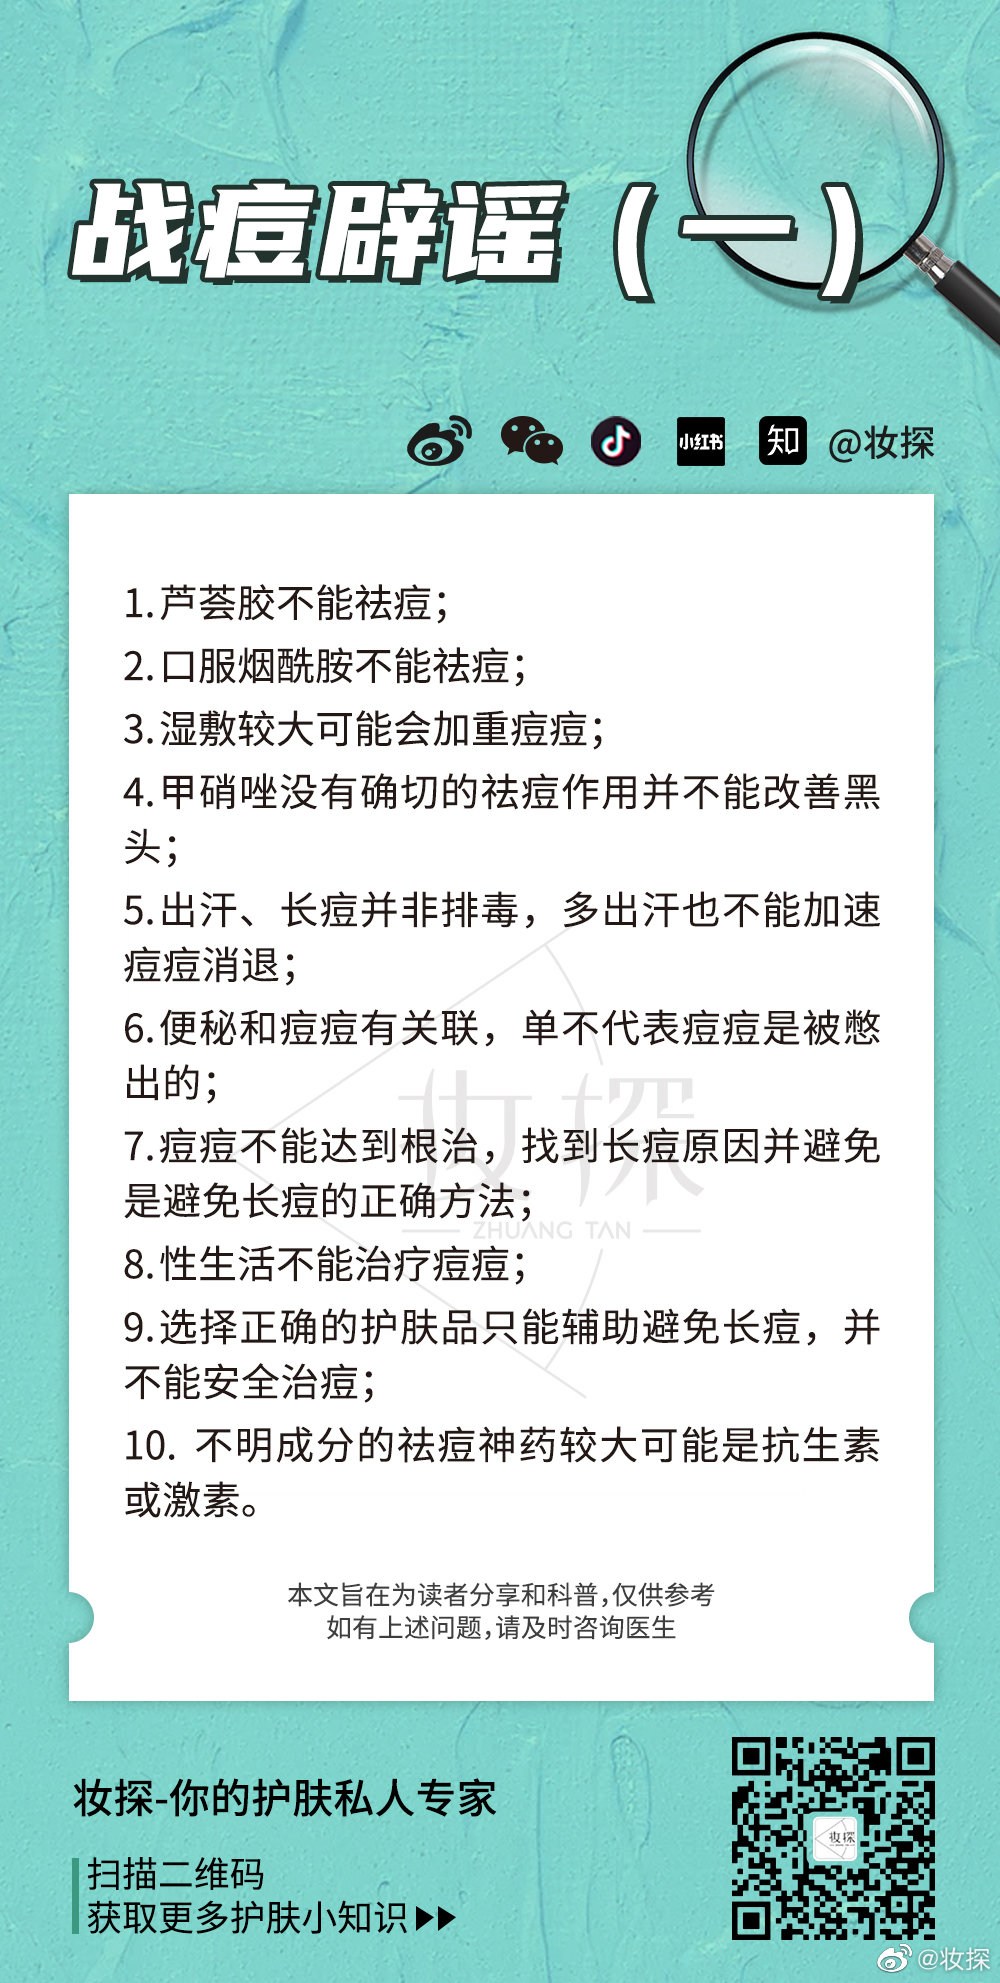 战痘辟谣（一）
小红书
知
@妆探
1.芦荟胶不能祛痘；
2.口服烟酰胺不能祛痘；
3.湿敷较大可能会加重痘痘；
4.甲硝唑没有确切的祛痘作用并不能改善黑
头；
5.出汗、长痘并非排毒，多出汗也不能加速
痘痘消退；
6.便秘和痘痘有关联，单不代表痘痘是被憋
出的；
7.痘痘不能达到根治，找到长痘原因并避免
是避免长痘的正确方法；
8.性生活不能治疗痘痘；
9.选择正确的护肤品只能辅助避免长痘，并
不能安全治痘；
10. 不明成分的祛痘神药较大可能是抗生素
或激素。
妆探
ZHUANG TAN
本文旨在为读者分享和科普，仅供参考
如有上述问题，请及时咨询医生
妆探-你的护肤私人专家
扫描二维码
获取更多护肤小知识
妆探
@妆探